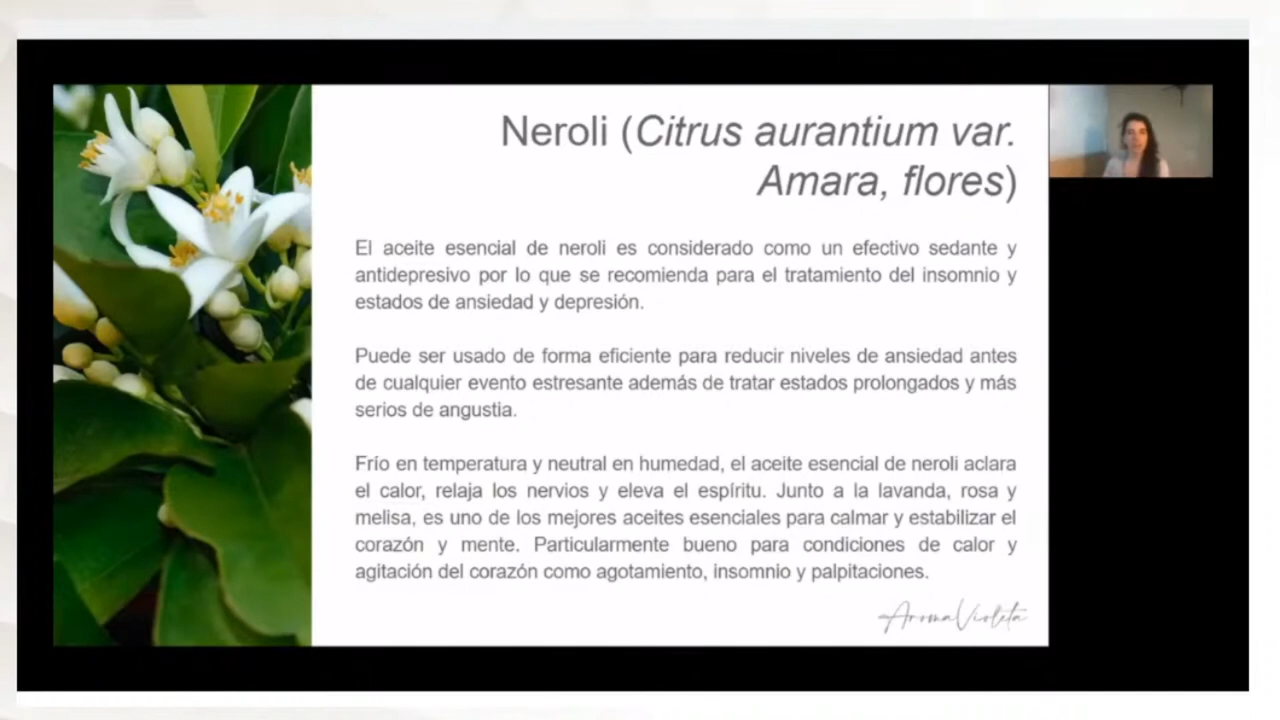 Neroli (Citrus aurantium var.
Amara, flores)
El aceite esencial de neroli es considerado como un efectivo sedante y
antidepresivo por lo que se recomienda para el tratamiento del insomnio y
estados de ansiedad y depresión.
Puede ser usado de forma eficiente para reducir niveles de ansiedad antes
de cualquier evento estresante además de tratar estados prolongados y más
serios de angustia.
Frío en temperatura y neutral en humedad, el aceite esencial de neroli aclara
el calor, relaja los nervios y eleva el espíritu. Junto a la lavanda, rosa y
melisa, es uno de los mejores aceites esenciales para calmar y estabilizar el
corazón y mente. Particularmente bueno para condiciones de calor y
agitación del corazón como agotamiento, insomnio y palpitaciones.
AromaVioleta